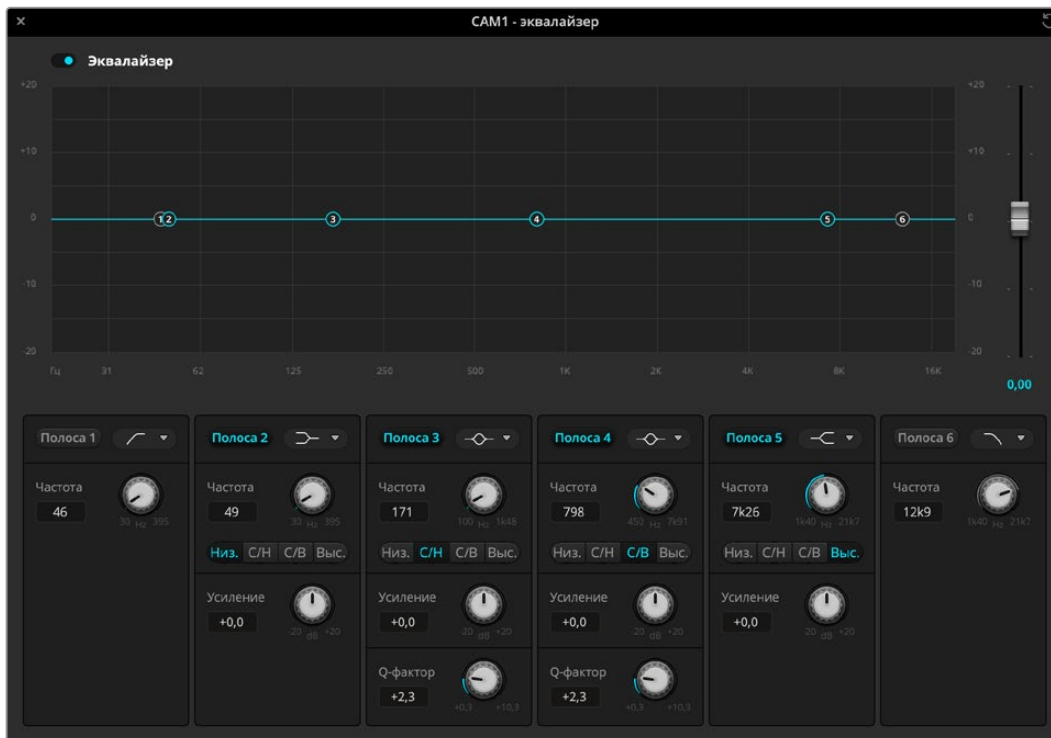 × CAM1 - эквалайзер
Эквалайзер
+20 +20
+10 +10
0 1 2 3 4 5 6 0
-10 -10
-20 -20
Гц 31 62 125 250 500 1K 2K 4K 8K 16K
0,00
Полоса 1 Полоса 2 Полоса 3 Полоса 4 Полоса 5 Полоса 6
Частота Частота Частота Частота Частота Частота
46 49 171 798 7k26 12k9
30 Hz 395 30 Hz 395 100 Hz 1k48 450 Hz 7k91 1k40 Hz 21k7 1k40 Hz 21k7
Низ. С/Н С/В Выс. Низ. С/Н С/В Выс. Низ. С/Н С/В Выс. Низ. С/Н С/В Выс.
Усиление Усиление Усиление Усиление
+0,0 +0,0 +0,0 +0,0
-20 dB +20 -20 dB +20 -20 dB +20 -20 dB +20
Q-фактор Q-фактор
+2,3 +2,3
+0,3 +10,3 +0,3 +10,3